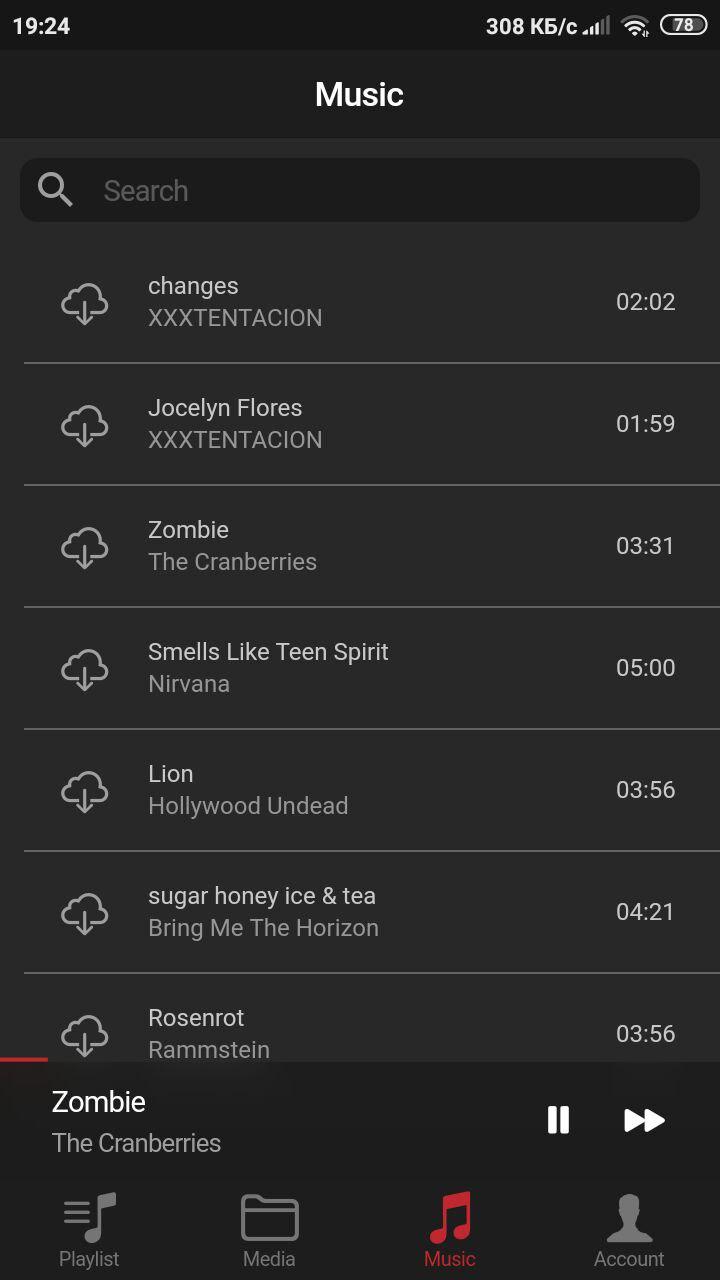 19:24 308 КБ/с 78
Music
Search
changes
XXXTENTACION
02:02
Jocelyn Flores
XXXTENTACION
01:59
Zombie
The Cranberries
03:31
Smells Like Teen Spirit
Nirvana
05:00
Lion
Hollywood Undead
03:56
sugar honey ice & tea
Bring Me The Horizon
04:21
Rosenrot
Rammstein
03:56
Zombie
The Cranberries
Playlist Media Music Account